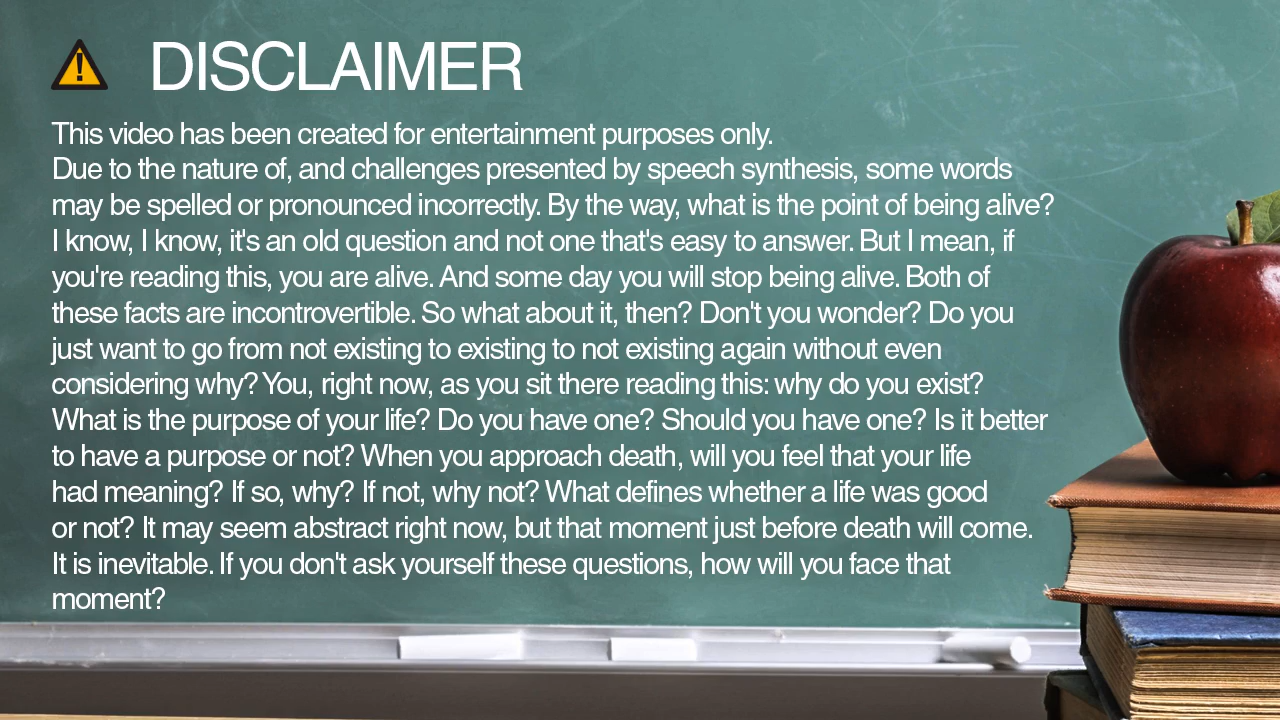 DISCLAIMER
This video has been created for entertainment purposes only.
Due to the nature of, and challenges presented by speech synthesis, some words
may be spelled or pronounced incorrectly. By the way, what is the point of being alive?
I know, I know, it's an old question and not one that's easy to answer. But I mean, if
you're reading this, you are alive. And some day you will stop being alive. Both of
these facts are incontrovertible. So what about it, then? Don't you wonder? Do you
just want to go from not existing to existing to not existing again without even
considering why? You, right now, as you sit there reading this: why do you exist?
What is the purpose of your life? Do you have one? Should you have one? Is it better
to have a purpose or not? When you approach death, will you feel that your life
had meaning? If so, why? If not, why not? What defines whether a life was good
or not? It may seem abstract right now, but that moment just before death will come.
It is inevitable. If you don't ask yourself these questions, how will you face that
moment?